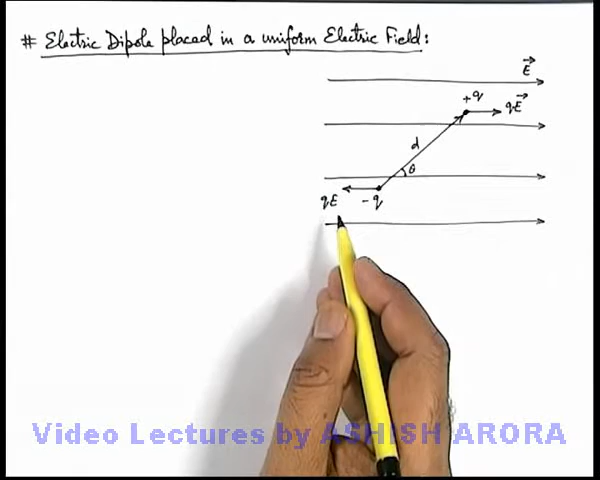 # Electric Dipole placed in a uniform Electric Field:
E
+q
qE
d
θ
qE
-q
Video Lectures by ASHISH ARORA